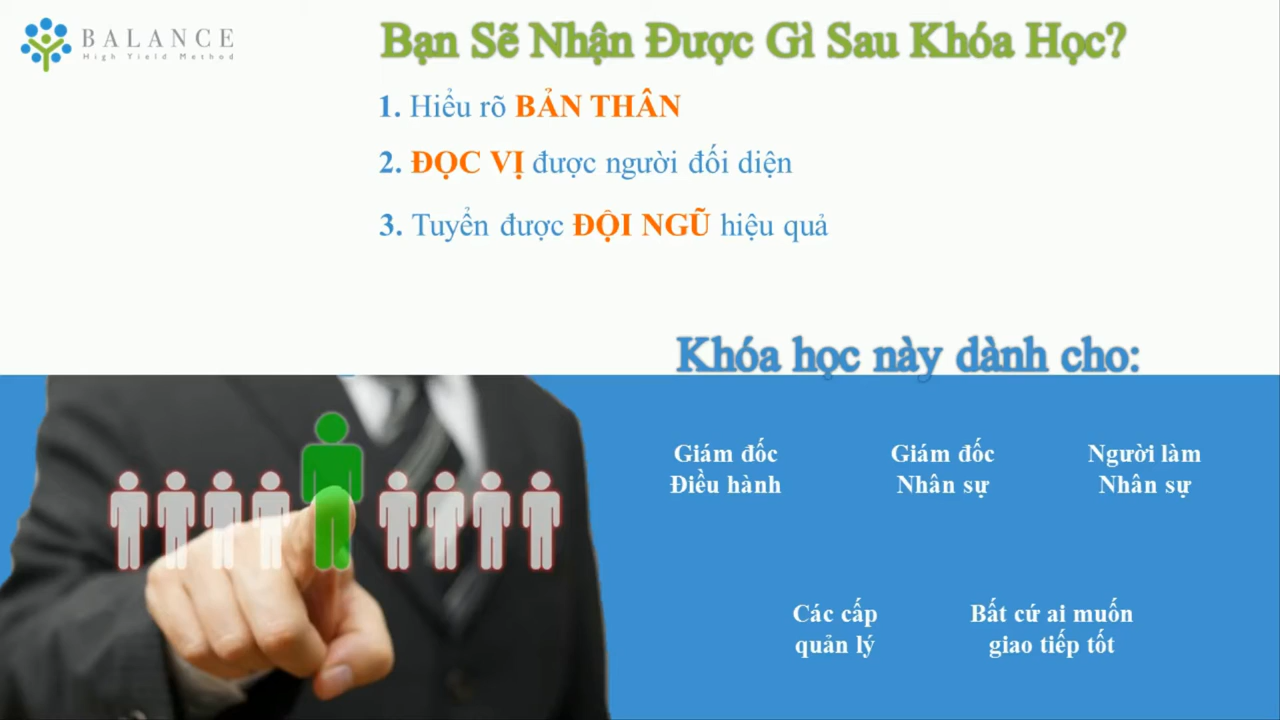 BALANCE
High Yield Method
Bạn Sẽ Nhận Được Gì Sau Khóa Học?
1. Hiểu rõ BẢN THÂN
2. ĐỌC VỊ được người đối diện
3. Tuyển được ĐỘI NGŨ hiệu quả
Khóa học này dành cho:
Giám đốc
Điều hành
Giám đốc
Nhân sự
Người làm
Nhân sự
Các cấp
quản lý
Bất cứ ai muốn
giao tiếp tốt